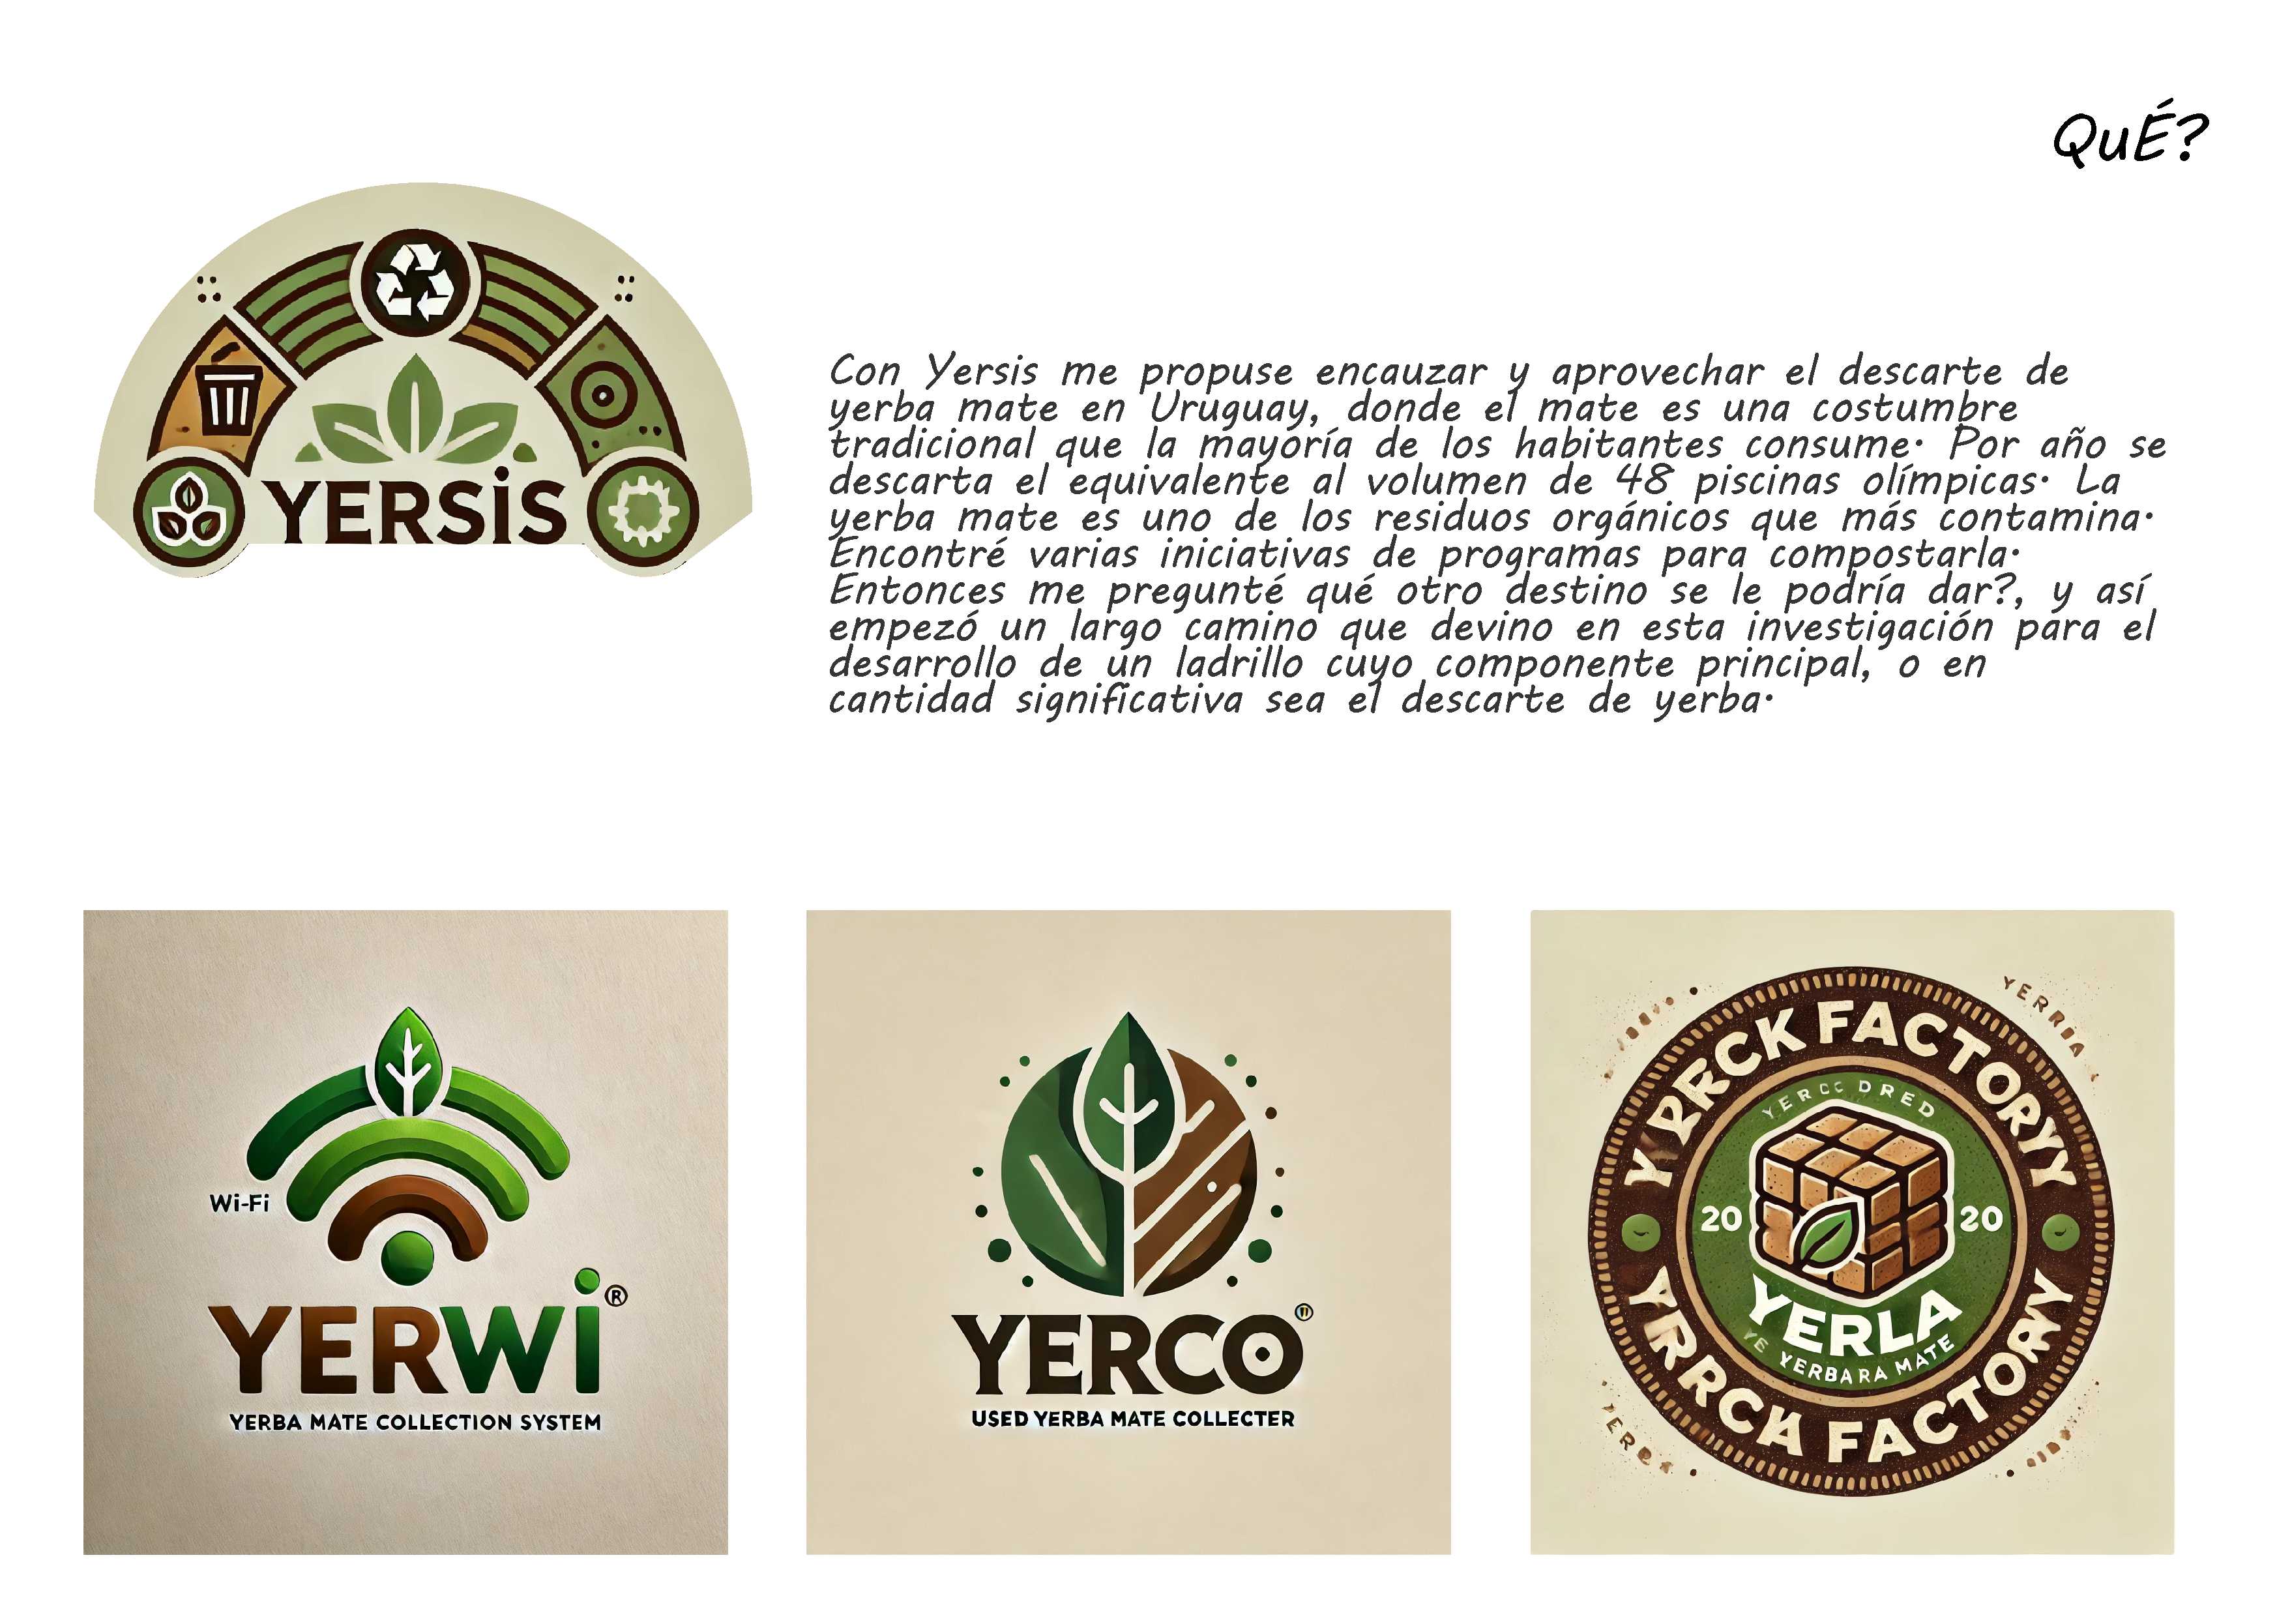 QuÉ?
YERSiS
Con Yersis me propuse encauzar y aprovechar el descarte de
yerba mate en Uruguay, donde el mate es una costumbre
tradicional que la mayoría de los habitantes consume. Por año se
descarta el equivalente al volumen de 48 piscinas olímpicas. La
yerba mate es uno de los residuos orgánicos que más contamina.
Encontré varias iniciativas de programas para compostarla.
Entonces me pregunté qué otro destino se le podría dar?, y así
empezó un largo camino que devino en esta investigación para el
desarrollo de un ladrillo cuyo componente principal, o en
cantidad significativa sea el descarte de yerba.
Wi-Fi
YERWi®
YERBA MATE COLLECTION SYSTEM
YERCO
USED YERBA MATE COLLECTER
FACTORYY
20 20
YERLA
YE YERBARA MATE
FACTORY